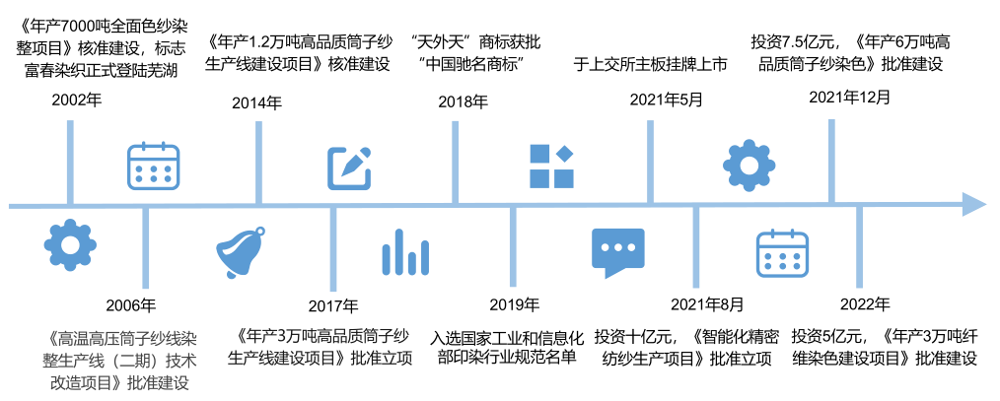 《年产7000吨全面色纱染
整项目》核准建设，标志
富春染织正式登陆芜湖
2002年
《年产1.2万吨高品质筒子纱
生产线建设项目》核准建设
2014年
“天外天”商标获批
“中国驰名商标”
2018年
于上交所主板挂牌上市
2021年5月
投资7.5亿元，《年产6万吨高
品质筒子纱染色》批准建设
2021年12月
2006年
《高温高压筒子纱线染
整生产线（二期）技术
改造项目》批准建设
2017年
《年产3万吨高品质筒子纱
生产线建设项目》批准立项
2019年
入选国家工业和信息化
部印染行业规范名单
2021年8月
投资十亿元，《智能化精密
纺纱生产项目》批准立项
2022年
投资5亿元，《年产3万吨纤
维染色建设项目》批准建设